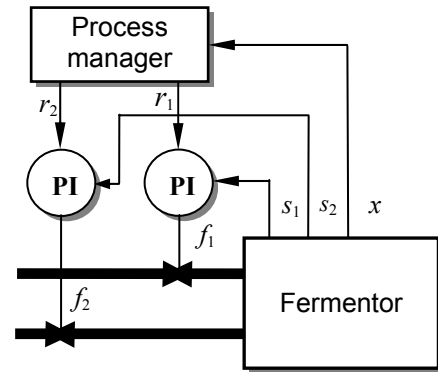 Process
manager
r₂
r₁
PI
PI
s₁
s₂
x
f₁
f₂
Fermentor